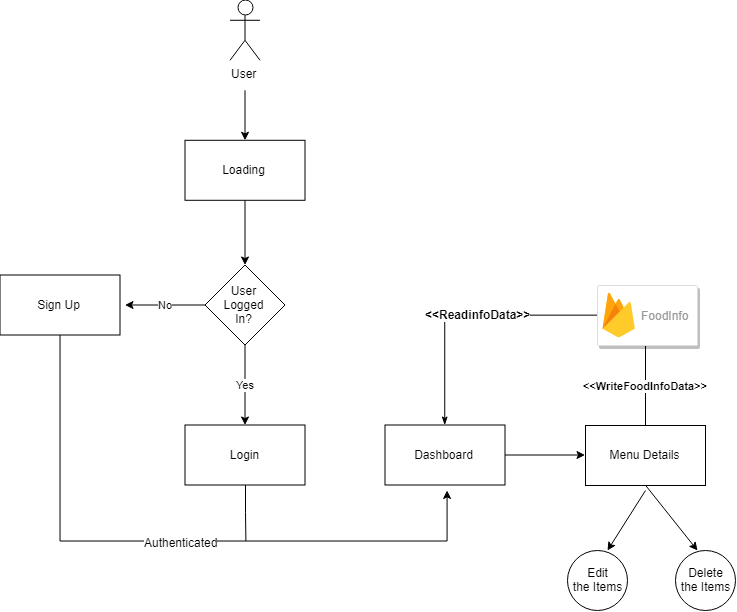 User
Loading
User
Logged
In?
No
Sign Up
Yes
Login
Authenticated
<<ReadinfoData>>
FoodInfo
<<WriteFoodInfoData>>
Dashboard
Menu Details
Edit
the Items
Delete
the Items